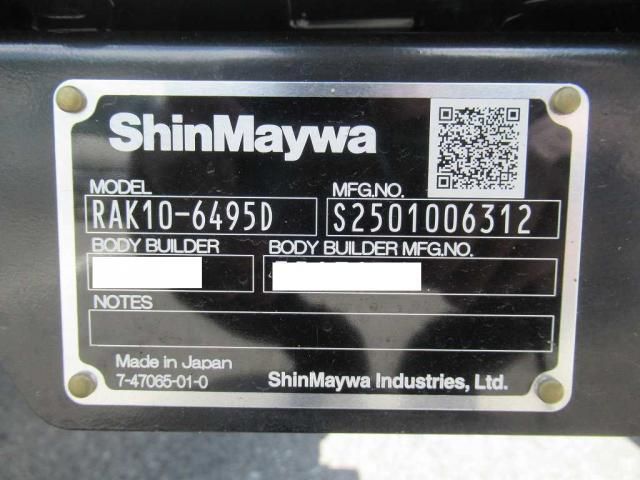 ShinMaywa
MODEL MFG.NO.
RAK10-6495D S2501006312
BODY BUILDER BODY BUILDER MFG.NO.
NOTES
Made in Japan
7-47065-01-0 ShinMaywa Industries, Ltd.